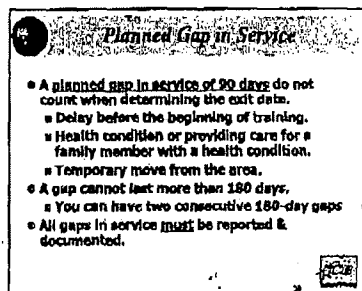 Planned Gap in Service
• A planned gap in service of 90 days do not
count when determining the exit date.
■ Delay before the beginning of training.
■ Health condition or providing care for a
family member with a health condition.
■ Temporary move from the area.
• A gap cannot last more than 180 days.
■ You can have two consecutive 180-day gaps
• All gaps in service must be reported &
documented.